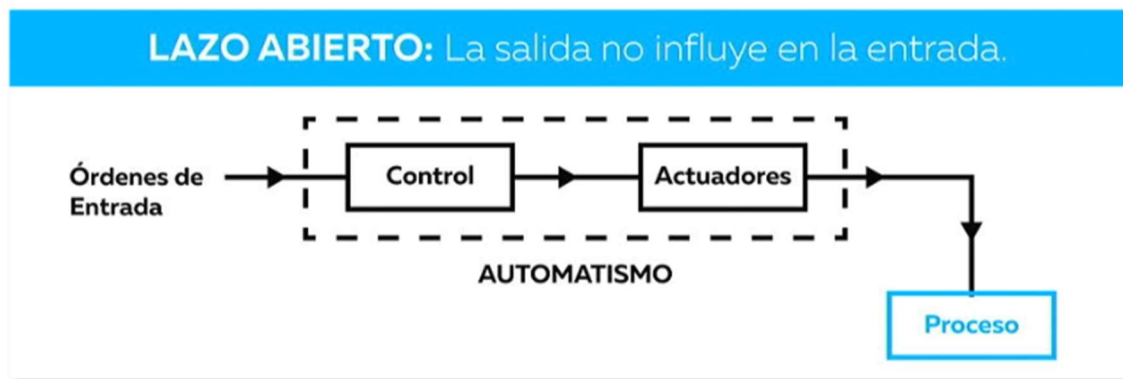 LAZO ABIERTO: La salida no influye en la entrada.
Órdenes de
Entrada
Control
Actuadores
AUTOMATISMO
Proceso